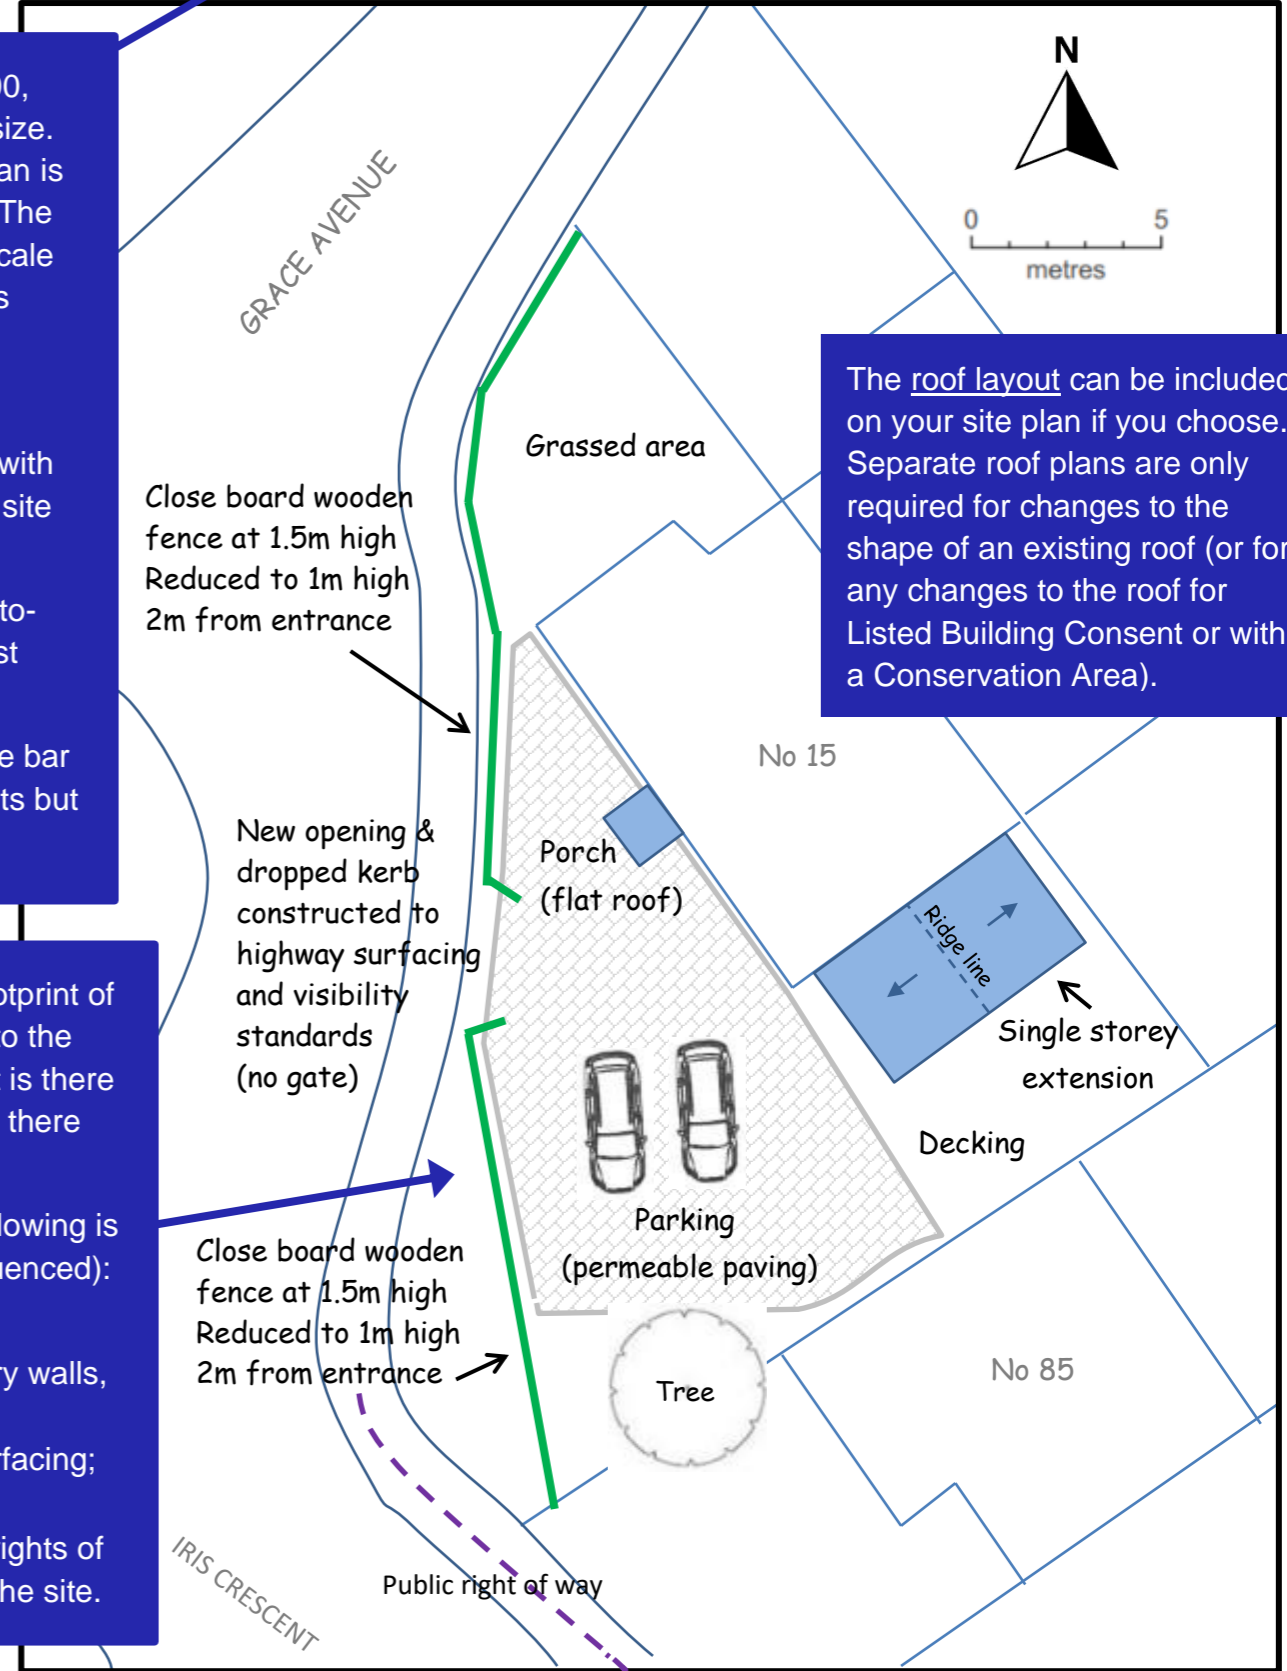 00,
size.
an is
The
cale
s
with
site
to-
st
e bar
ts but
otprint of
to the
t is there
there
lowing is
uenced):
ry walls,
rfacing;
ights of
he site.
N
0 5
metres
GRACE AVENUE
The roof layout can be included
on your site plan if you choose.
Separate roof plans are only
required for changes to the
shape of an existing roof (or for
any changes to the roof for
Listed Building Consent or with
a Conservation Area).
Grassed area
Close board wooden
fence at 1.5m high
Reduced to 1m high
2m from entrance
No 15
New opening &
dropped kerb
constructed to
highway surfacing
and visibility
standards
(no gate)
Porch
(flat roof)
Ridge line
Single storey
extension
Decking
Parking
(permeable paving)
Close board wooden
fence at 1.5m high
Reduced to 1m high
2m from entrance
Tree
No 85
IRIS CRESCENT
Public right of way